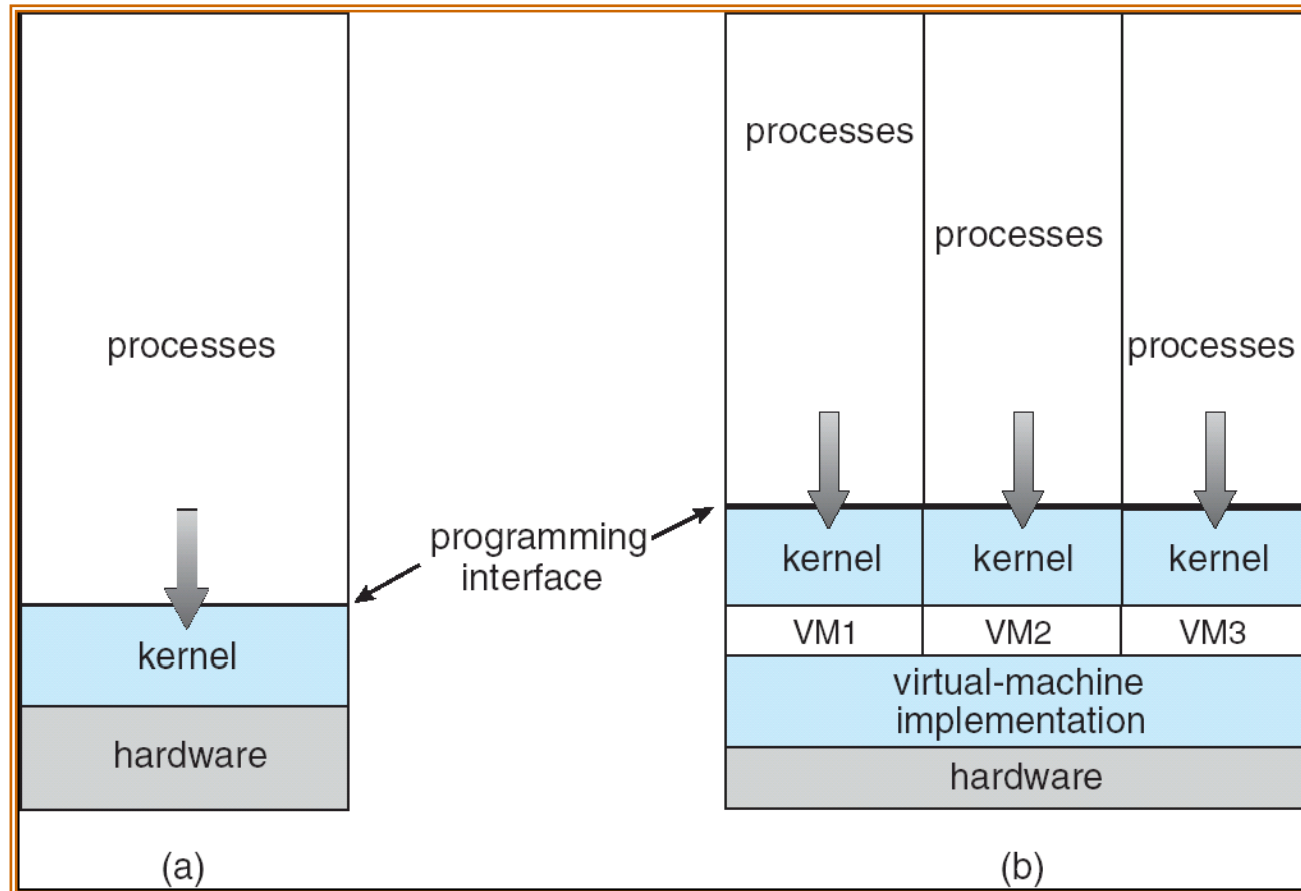 processes
kernel
hardware
(a)
programming
interface
processes
processes
processes
kernel
kernel
kernel
VM1
VM2
VM3
virtual-machine
implementation
hardware
(b)